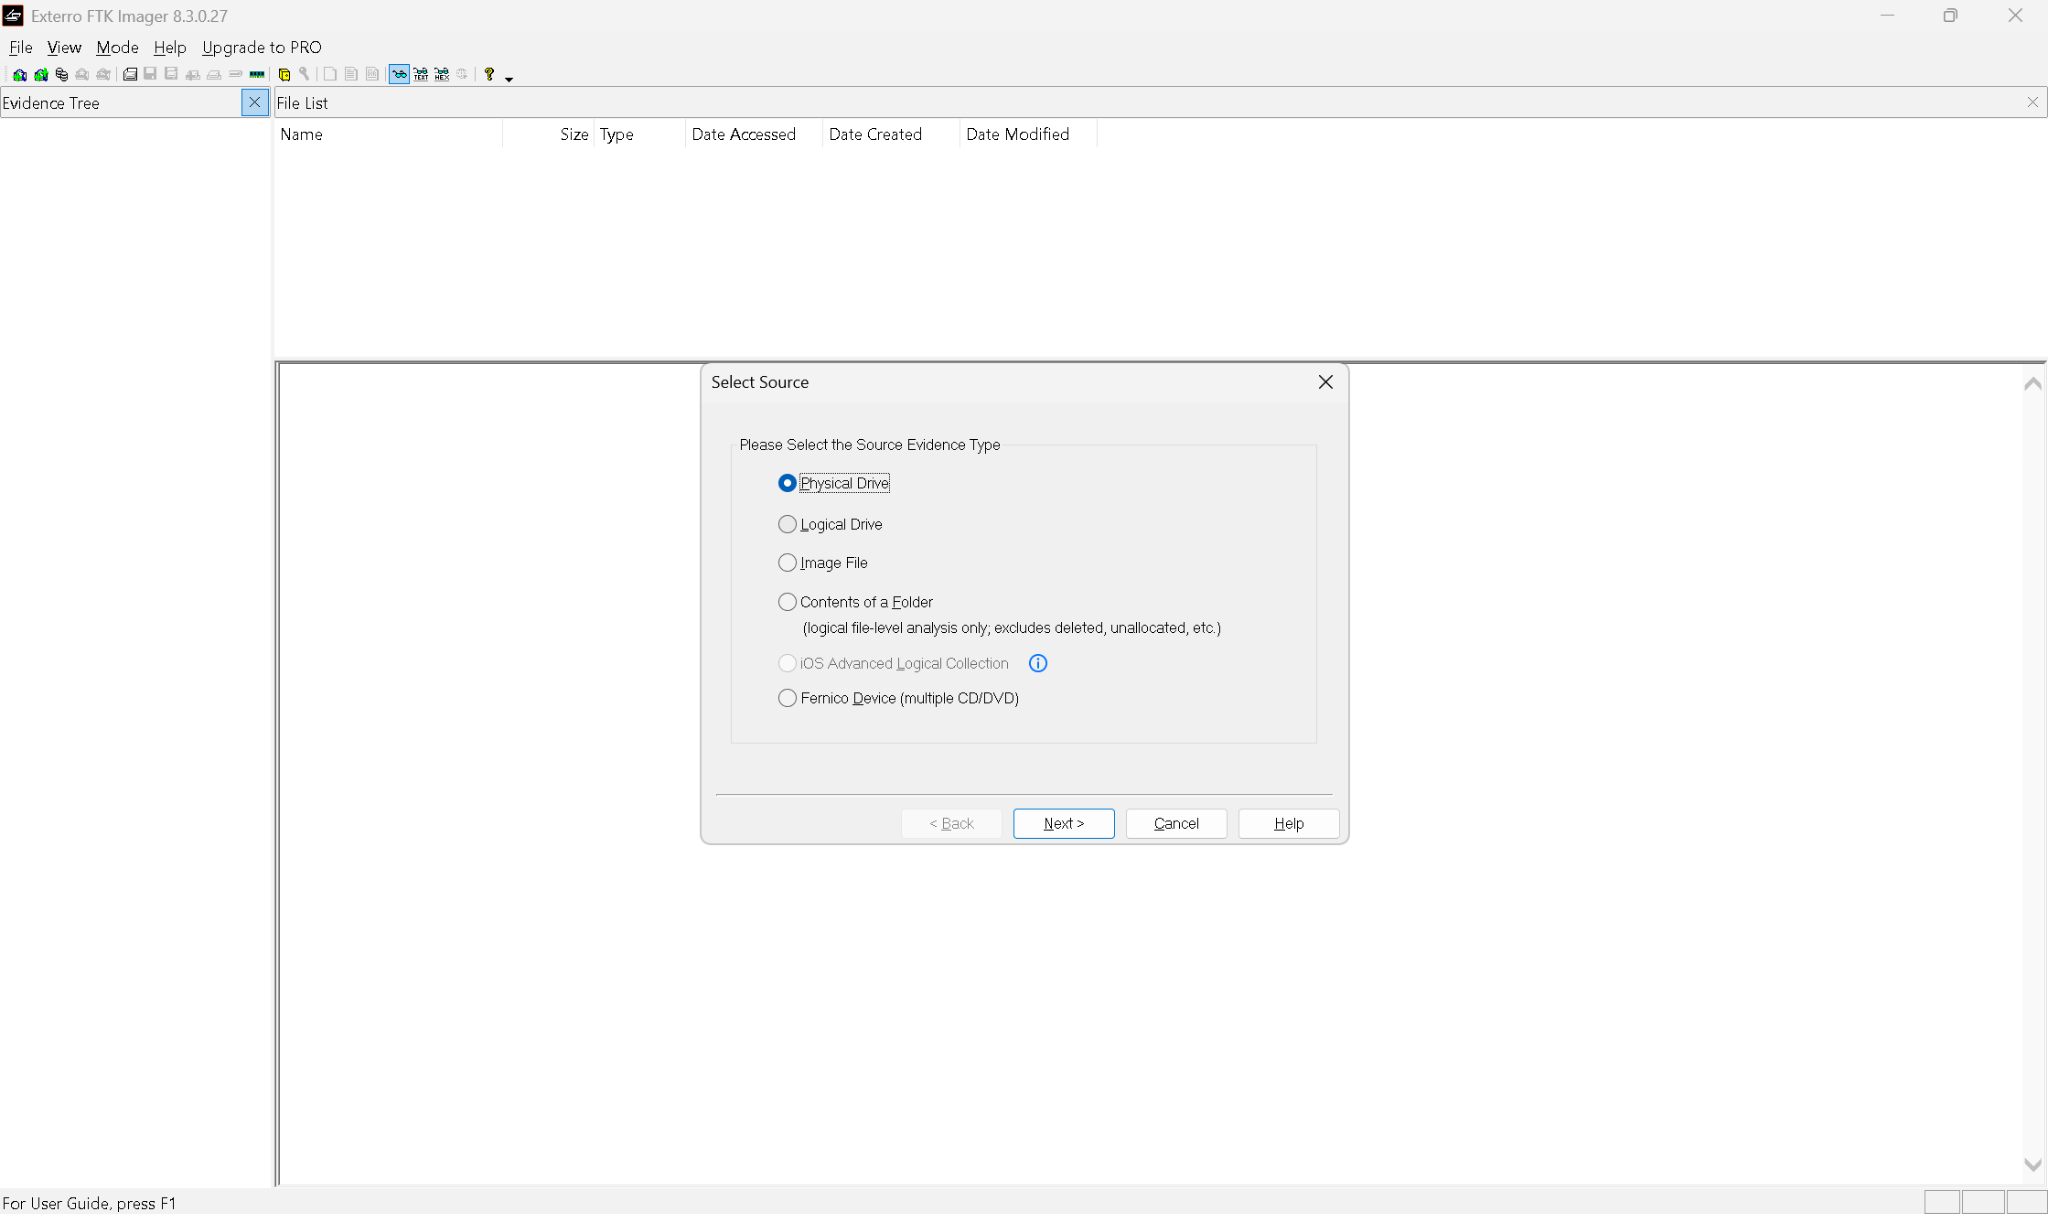 Exterro FTK Imager 8.3.0.27
File View Mode Help Upgrade to PRO
TEXT HEX
Evidence Tree
File List
Name Size Type Date Accessed Date Created Date Modified
Select Source
Please Select the Source Evidence Type
Physical Drive
Logical Drive
Image File
Contents of a Folder
(logical file-level analysis only; excludes deleted, unallocated, etc.)
iOS Advanced Logical Collection
Fernico Device (multiple CD/DVD)
< Back Next > Cancel Help
For User Guide, press F1